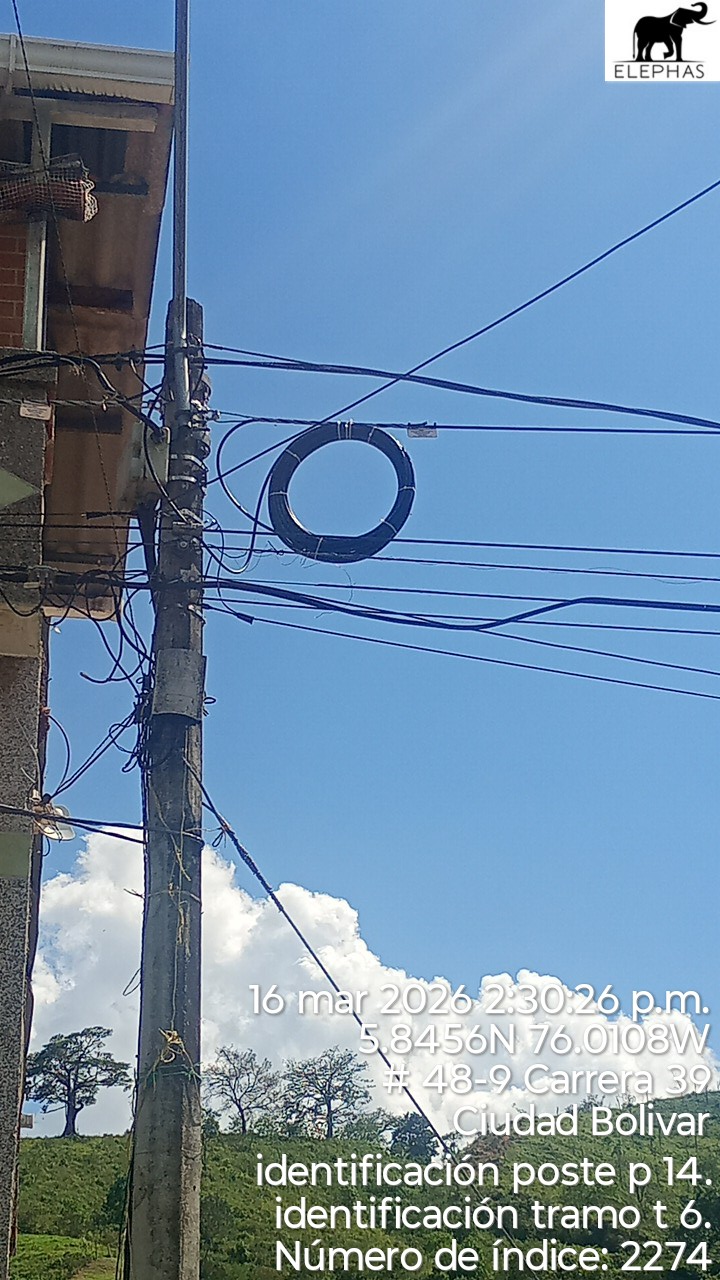 ELEPHAS
16 mar 2026 2:30:26 p.m.
5.8456N 76.0108W
# 48-9 Carrera 39
Ciudad Bolivar
identificación poste p 14.
identificación tramo t 6.
Número de índice: 2274